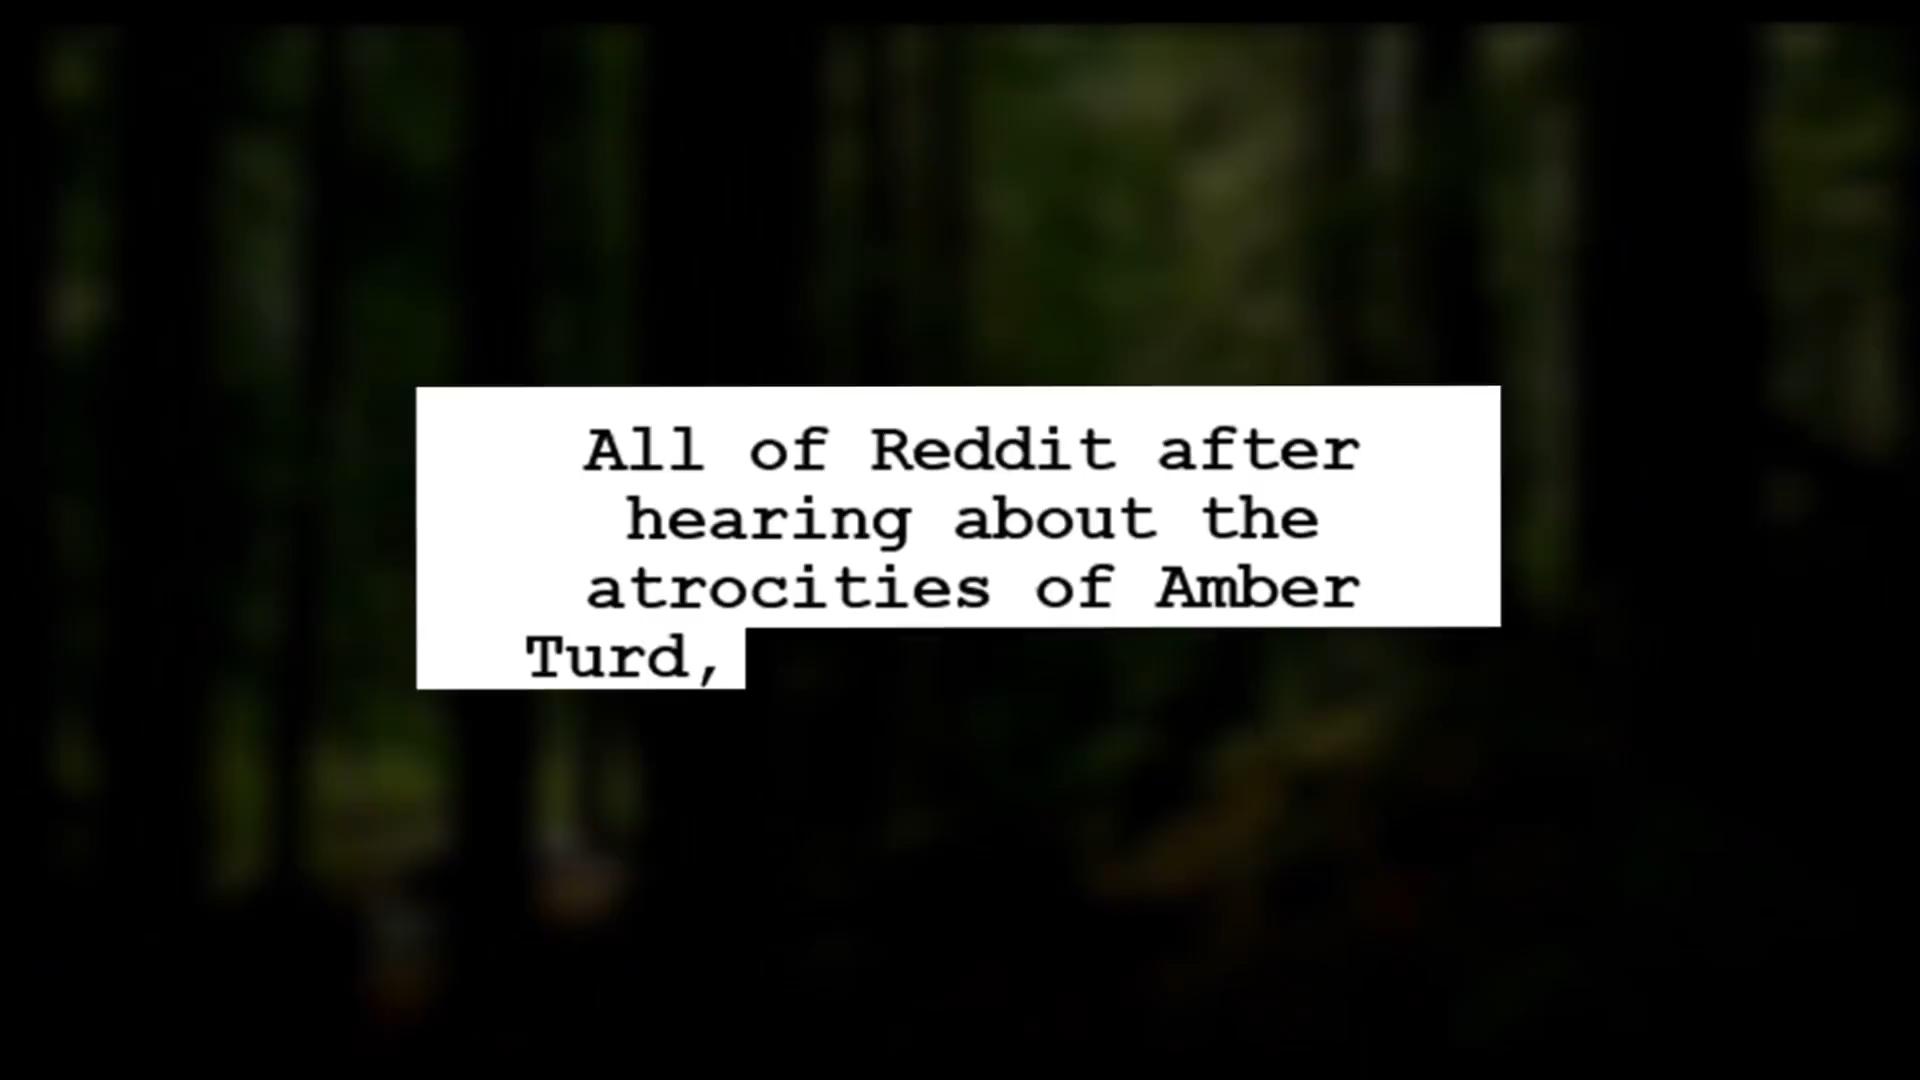 All of Reddit after
hearing about the
atrocities of Amber
Turd,